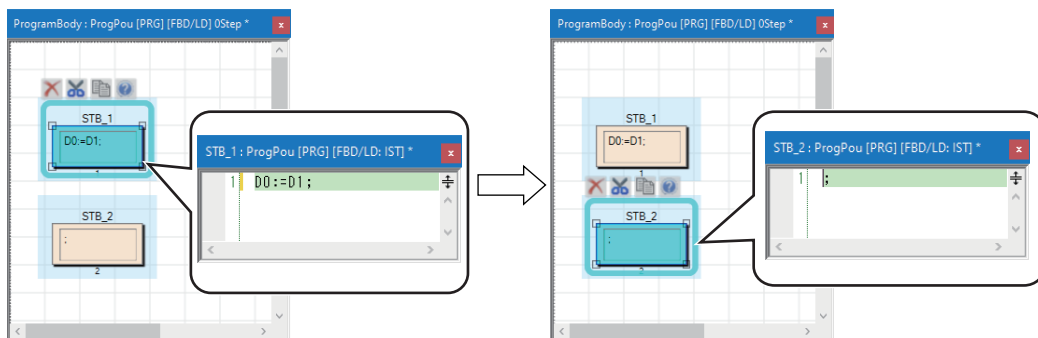 ProgramBody : ProgPou [PRG] [FBD/LD] 0Step *
STB_1
D0:=D1;
1
STB_2
;
2
STB_1 : ProgPou [PRG] [FBD/LD: IST] *
1 D0:=D1;
ProgramBody : ProgPou [PRG] [FBD/LD] 0Step *
STB_1
D0:=D1;
1
STB_2
;
2
STB_2 : ProgPou [PRG] [FBD/LD: IST] *
1 ;